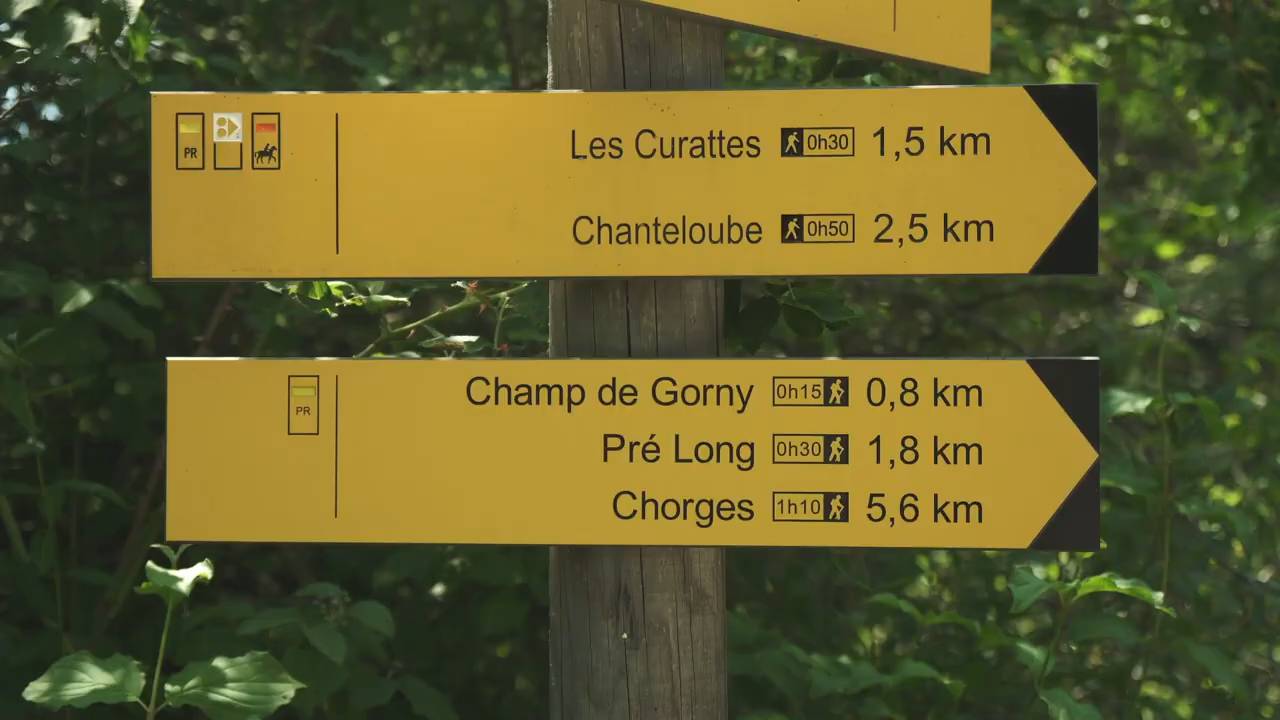 PR
Les Curattes 0h30 1,5 km
Chanteloube 0h50 2,5 km
PR
Champ de Gorny 0h15 0,8 km
Pré Long 0h30 1,8 km
Chorges 1h10 5,6 km